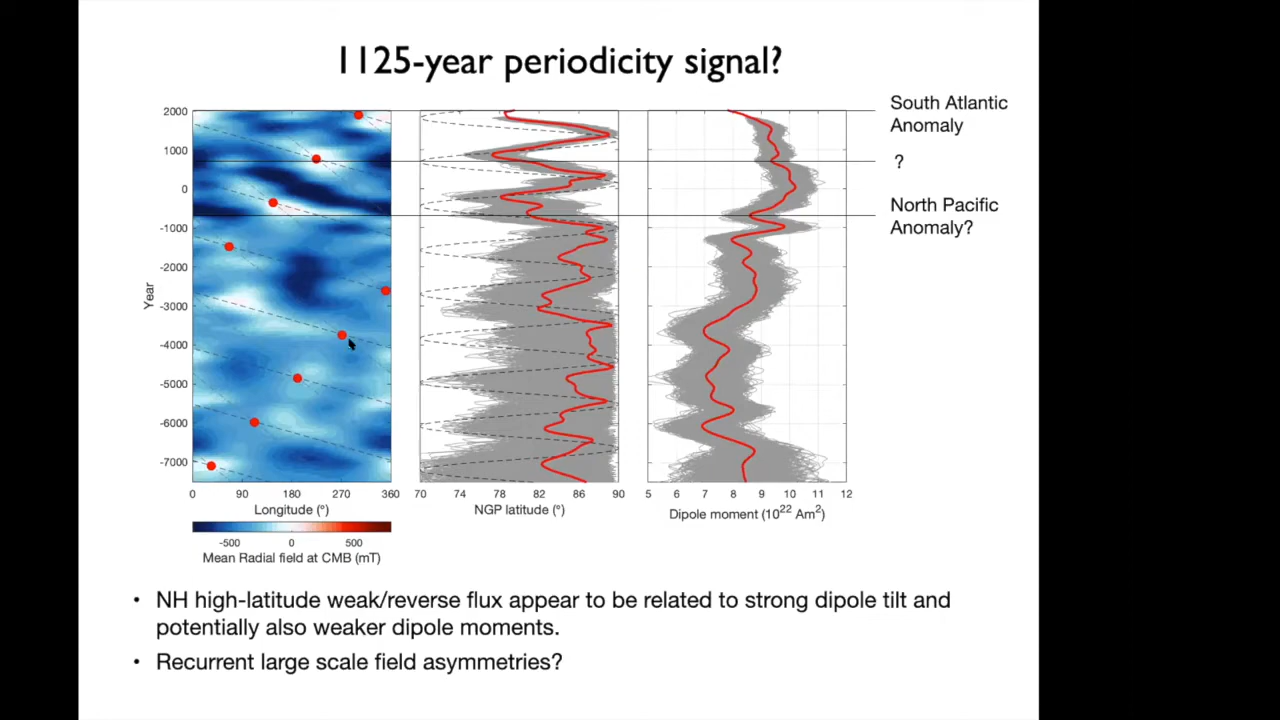 1125-year periodicity signal?
South Atlantic
Anomaly
?
North Pacific
Anomaly?
Year
2000
1000
0
-1000
-2000
-3000
-4000
-5000
-6000
-7000
0 90 180 270 360
Longitude (°)
-500 0 500
Mean Radial field at CMB (mT)
70 74 78 82 86 90
NGP latitude (°)
5 6 7 8 9 10 11 12
Dipole moment (10²² Am²)
• NH high-latitude weak/reverse flux appear to be related to strong dipole tilt and
potentially also weaker dipole moments.
• Recurrent large scale field asymmetries?